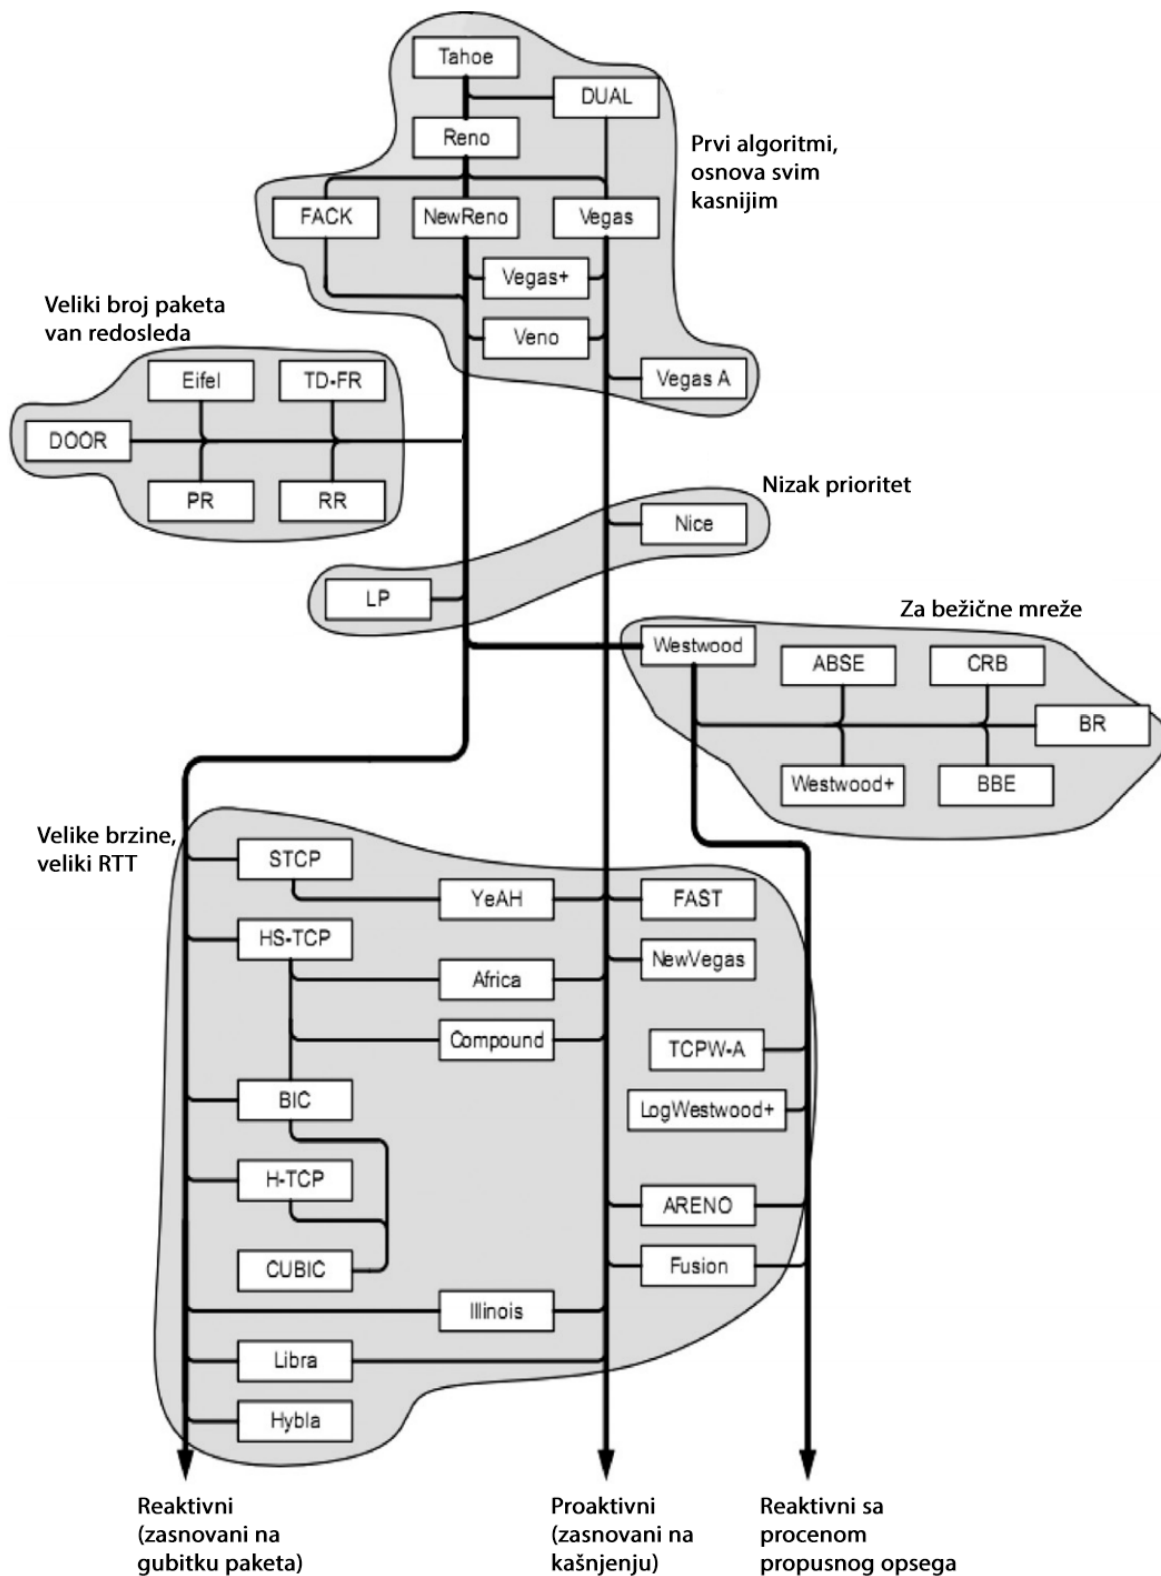 Tahoe
DUAL
Reno
Prvi algoritmi,
osnova svim
kasnijim
FACK
NewReno
Vegas
Vegas+
Veliki broj paketa
van redosleda
Veno
Eifel
TD-FR
Vegas A
DOOR
PR
RR
Nizak prioritet
Nice
LP
Za bežične mreže
Westwood
ABSE
CRB
BR
Westwood+
BBE
Velike brzine,
veliki RTT
STCP
YeAH
FAST
HS-TCP
NewVegas
Africa
Compound
TCPW-A
BIC
LogWestwood+
H-TCP
ARENO
CUBIC
Fusion
Illinois
Libra
Hybla
Reaktivni
(zasnovani na
gubitku paketa)
Proaktivni
(zasnovani na
kašnjenju)
Reaktivni sa
procenom
propusnog opsega